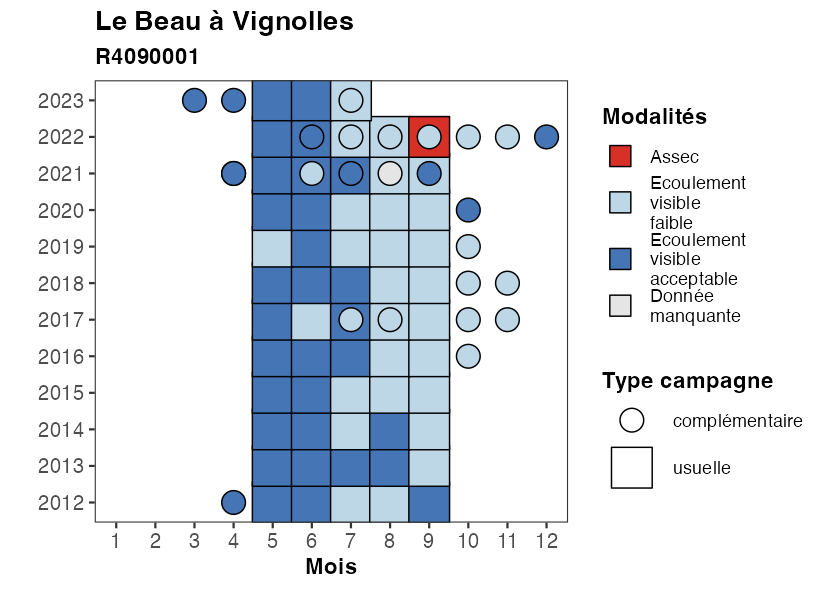 Le Beau à Vignolles
R4090001
2023
2022
2021
2020
2019
2018
2017
2016
2015
2014
2013
2012
1 2 3 4 5 6 7 8 9 10 11 12
Mois
Modalités
Assec
Ecoulement
visible
faible
Ecoulement
visible
acceptable
Donnée
manquante
Type campagne
complémentaire
usuelle